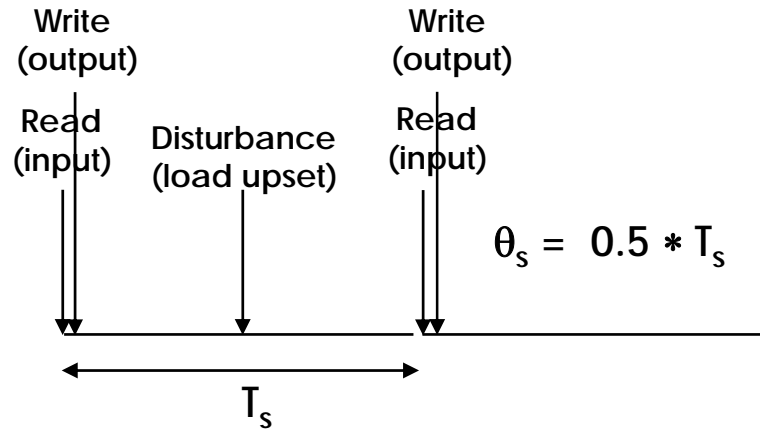 Write
(output)
Read
(input)
Disturbance
(load upset)
Write
(output)
Read
(input)
θₛ = 0.5 * Tₛ
Tₛ